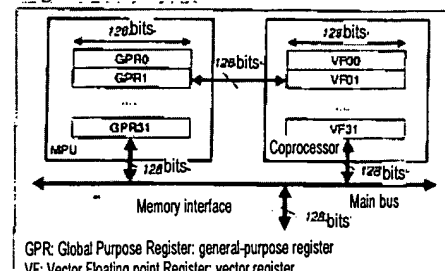 128bits 128bits
GPR0 128bits VF00
GPR1 VF01
... ...
GPR31 VF31
MPU Coprocessor
128bits 128bits
Memory interface Main bus
128bits
GPR: Global Purpose Register: general-purpose register
VF: Vector Floating point Register: vector register